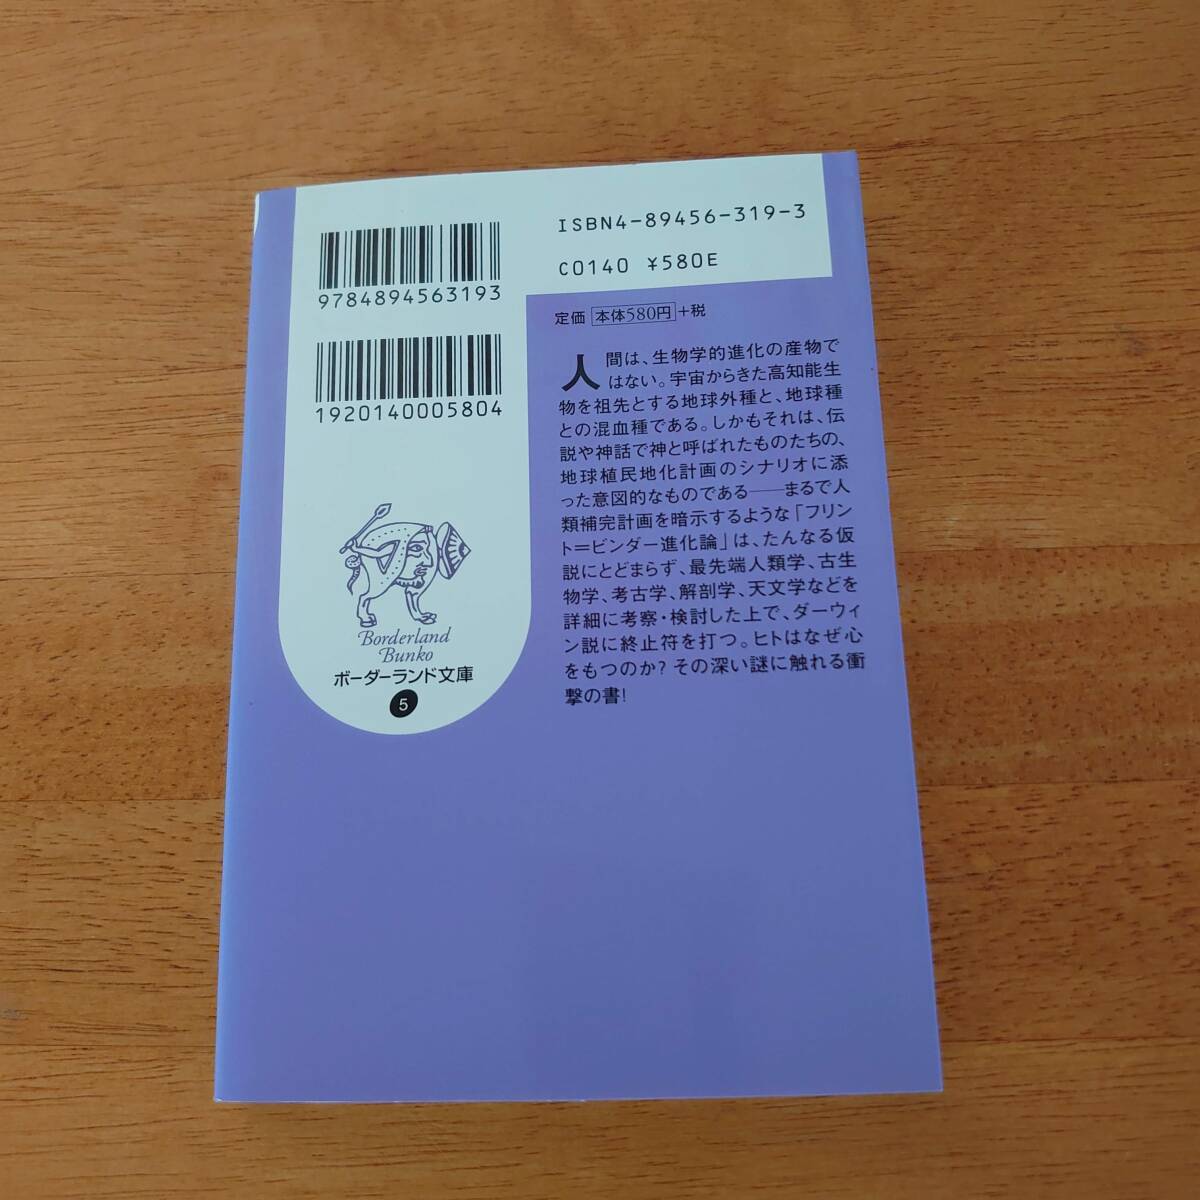 ISBN4-89456-319-3
C0140 ¥580E
9784894563193
1920140005804
定価 本体580円+税
人間は、生物学的進化の産物で
はない。宇宙からきた高知能生
物を祖先とする地球外種と、地球種
との混血種である。しかもそれは、伝
説や神話で神と呼ばれたものたちの、
地球植民地化計画のシナリオに添
った意図的なものである──まるで人
類補完計画を暗示するような「フリン
ト=ビンダー進化論」は、たんなる仮
説にとどまらず、最先端人類学、古生
物学、考古学、解剖学、天文学などを
詳細に考察・検討した上で、ダーウィ
ン説に終止符を打つ。ヒトはなぜ心
をもつのか? その深い謎に触れる衝
撃の書!
Borderland
Bunko
ボーダーランド文庫
5